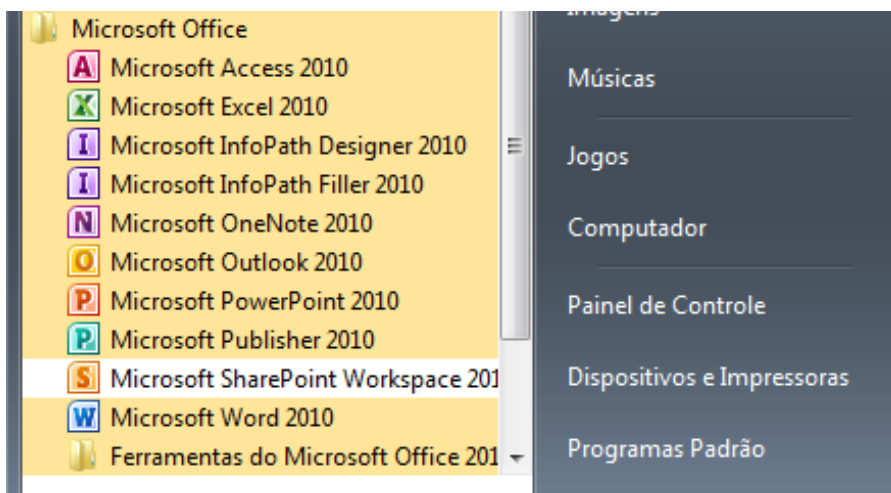 Microsoft Office
Microsoft Access 2010
Microsoft Excel 2010
Microsoft InfoPath Designer 2010
Microsoft InfoPath Filler 2010
Microsoft OneNote 2010
Microsoft Outlook 2010
Microsoft PowerPoint 2010
Microsoft Publisher 2010
Microsoft SharePoint Workspace 201
Microsoft Word 2010
Ferramentas do Microsoft Office 201
Imagens
Músicas
Jogos
Computador
Painel de Controle
Dispositivos e Impressoras
Programas Padrão